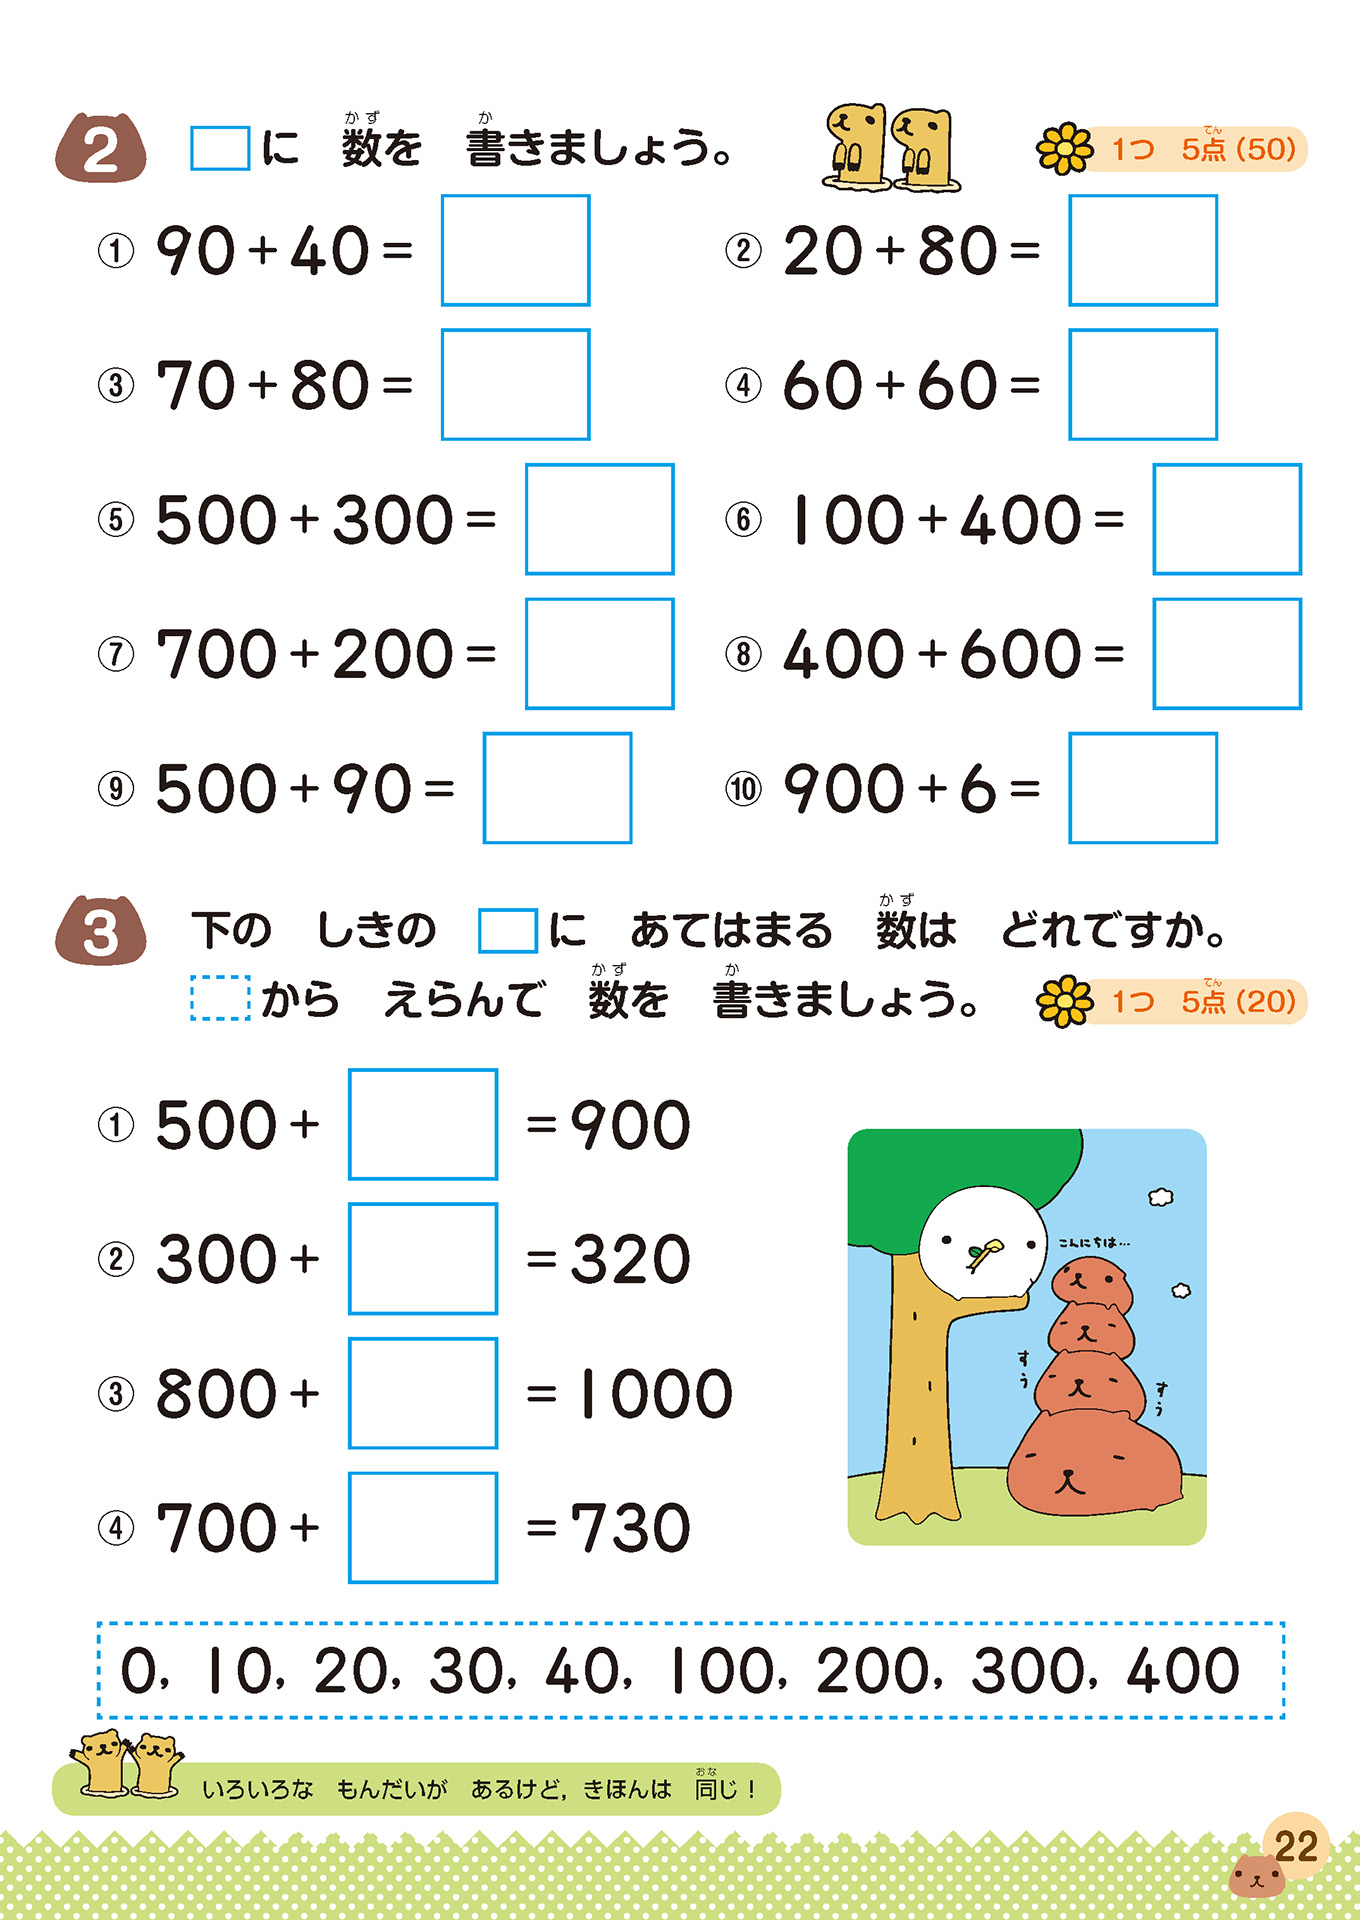 2 □に 数を 書きましょう。
かず か
1つ 5点(50)
てん
① 90+40=
② 20+80=
③ 70+80=
④ 60+60=
⑤ 500+300=
⑥ 100+400=
⑦ 700+200=
⑧ 400+600=
⑨ 500+90=
⑩ 900+6=
3 下の しきの □に あてはまる 数は どれですか。
かず
から えらんで 数を 書きましょう。
かず か
1つ 5点(20)
てん
① 500+□=900
② 300+□=320
③ 800+□=1000
④ 700+□=730
こんにちは…
すぅ
すぅ
0, 10, 20, 30, 40, 100, 200, 300, 400
いろいろな もんだいが あるけど, きほんは 同じ!
おな
22